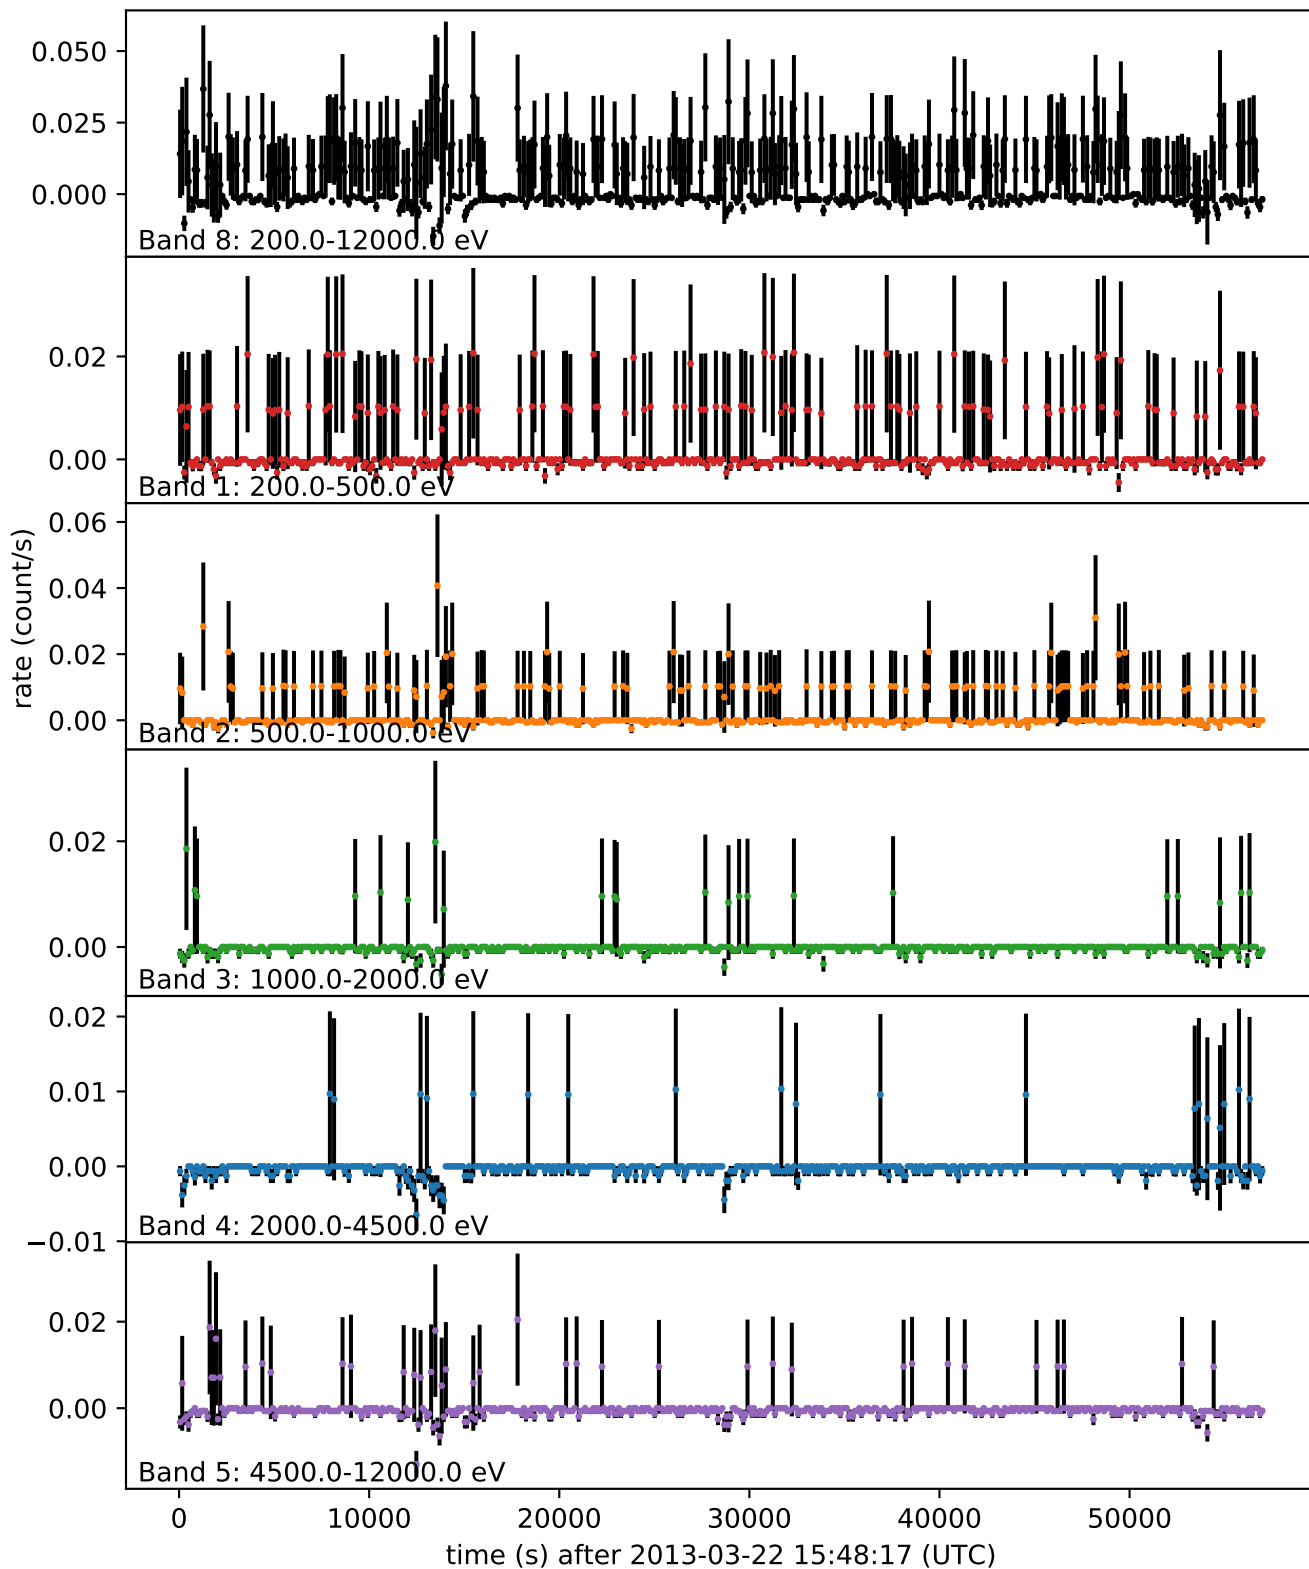 0.050
0.025
0.000
Band 8: 200.0-12000.0 eV
0.02
0.00
Band 1: 200.0-500.0 eV
rate (count/s)
0.06
0.04
0.02
0.00
Band 2: 500.0-1000.0 eV
0.02
0.00
Band 3: 1000.0-2000.0 eV
0.02
0.01
0.00
−0.01
Band 4: 2000.0-4500.0 eV
0.02
0.00
Band 5: 4500.0-12000.0 eV
0 10000 20000 30000 40000 50000
time (s) after 2013-03-22 15:48:17 (UTC)